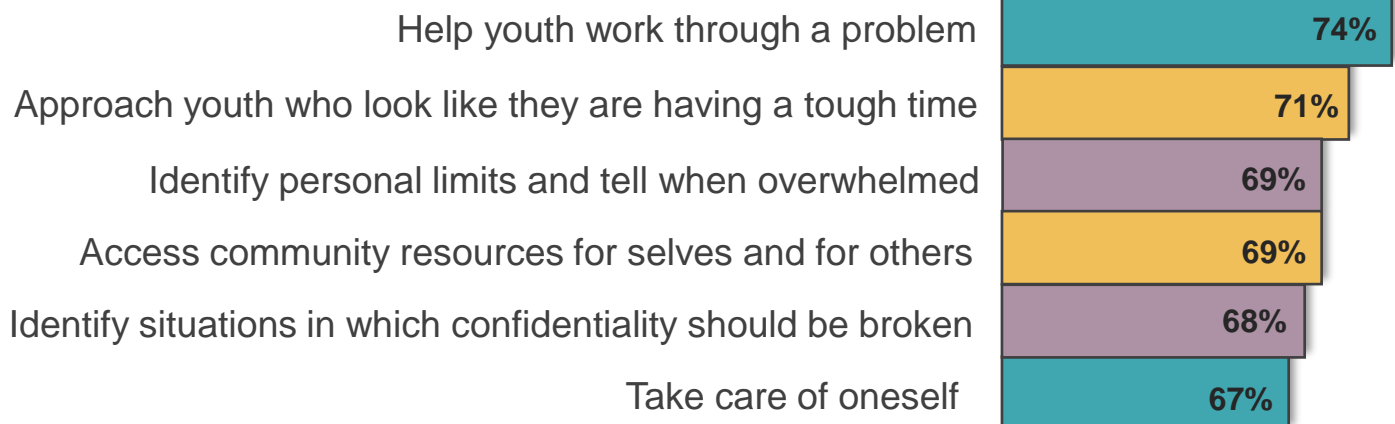 Help youth work through a problem 74%
Approach youth who look like they are having a tough time 71%
Identify personal limits and tell when overwhelmed 69%
Access community resources for selves and for others 69%
Identify situations in which confidentiality should be broken 68%
Take care of oneself 67%